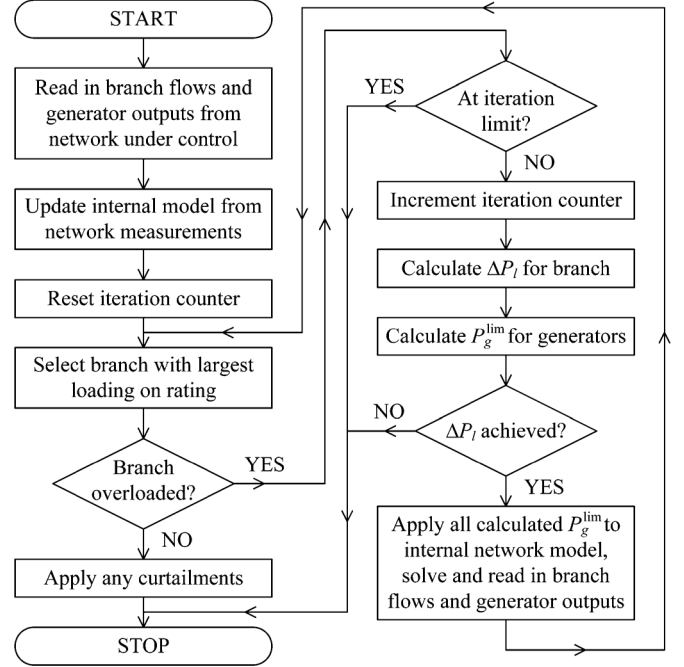 START
Read in branch flows and
generator outputs from
network under control
Update internal model from
network measurements
Reset iteration counter
Select branch with largest
loading on rating
Branch
overloaded?
YES
NO
Apply any curtailments
STOP
At iteration
limit?
YES
NO
Increment iteration counter
Calculate ΔPₗ for branch
Calculate P_g^lim for generators
ΔPₗ achieved?
NO
YES
Apply all calculated P_g^lim to
internal network model,
solve and read in branch
flows and generator outputs